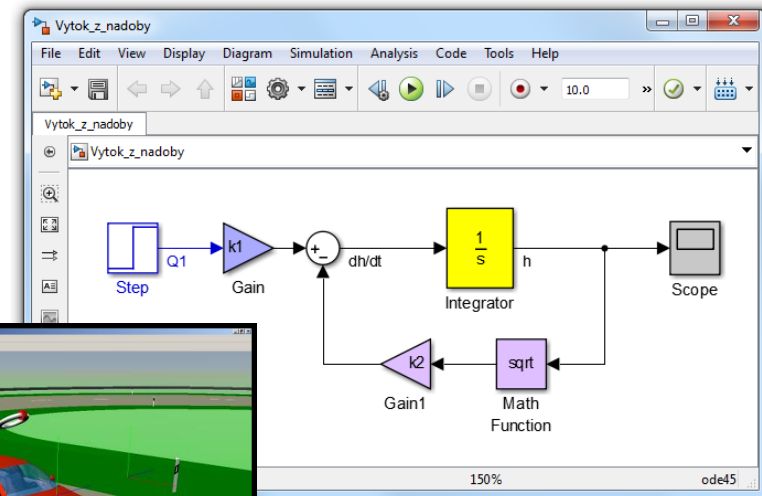 Vytok_z_nadoby
File Edit View Display Diagram Simulation Analysis Code Tools Help
10.0 »
Vytok_z_nadoby
Vytok_z_nadoby
Q1
Step
k1
Gain
+
−
dh/dt
1
s
Integrator
h
Scope
k2
Gain1
sqrt
Math
Function
150% ode45